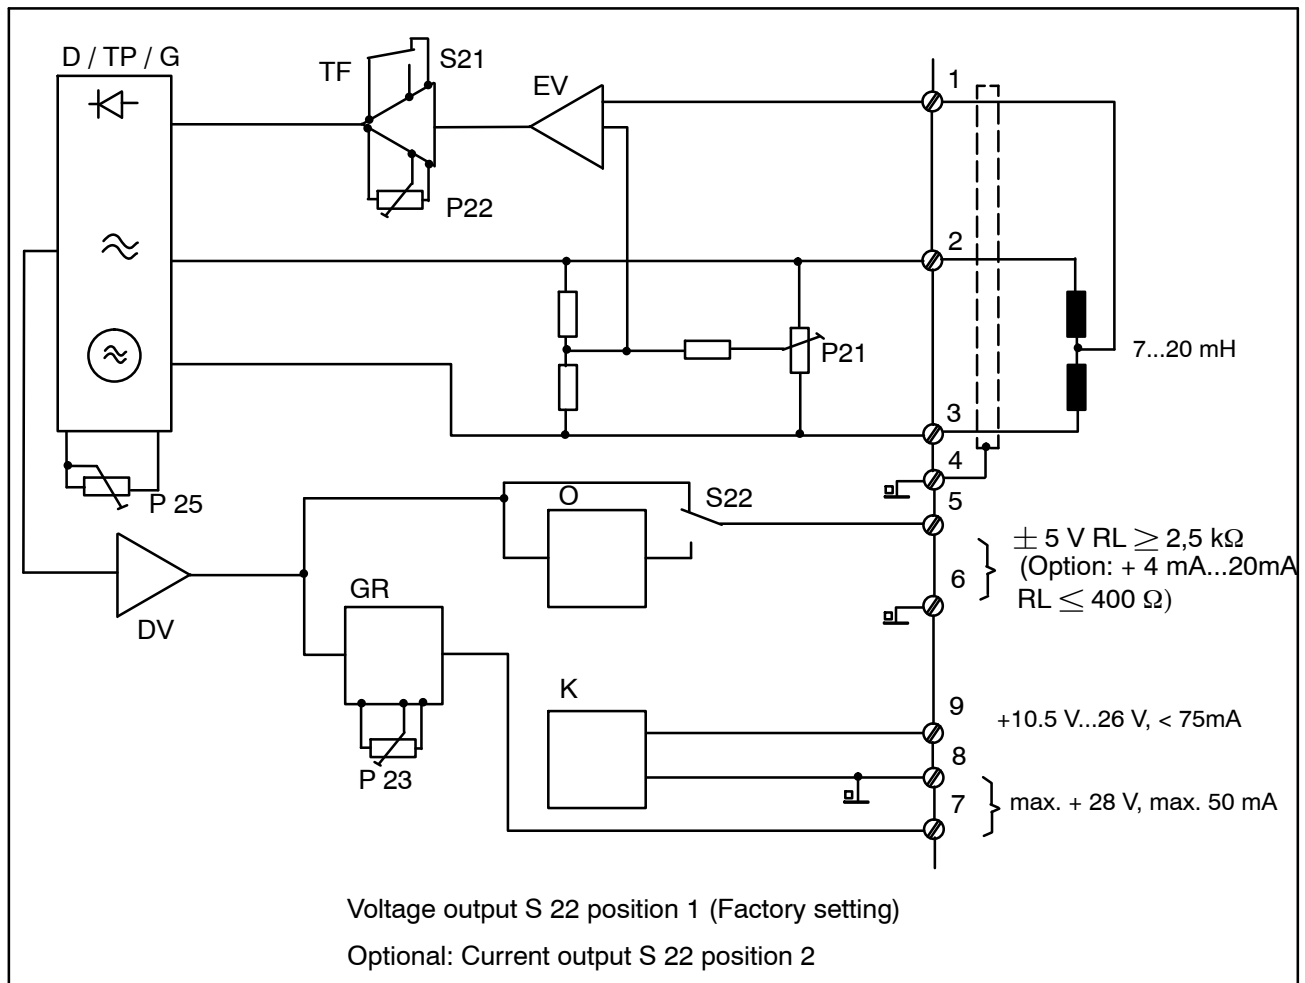 D / TP / G
TF
S21
EV
1
P22
2
P21
7...20 mH
3
4
P 25
O
S22
5
± 5 V RL ≥ 2,5 kΩ
(Option: + 4 mA...20mA
RL ≤ 400 Ω)
6
DV
GR
K
9
+10.5 V...26 V, < 75mA
8
P 23
7
max. + 28 V, max. 50 mA
Voltage output S 22 position 1 (Factory setting)
Optional: Current output S 22 position 2